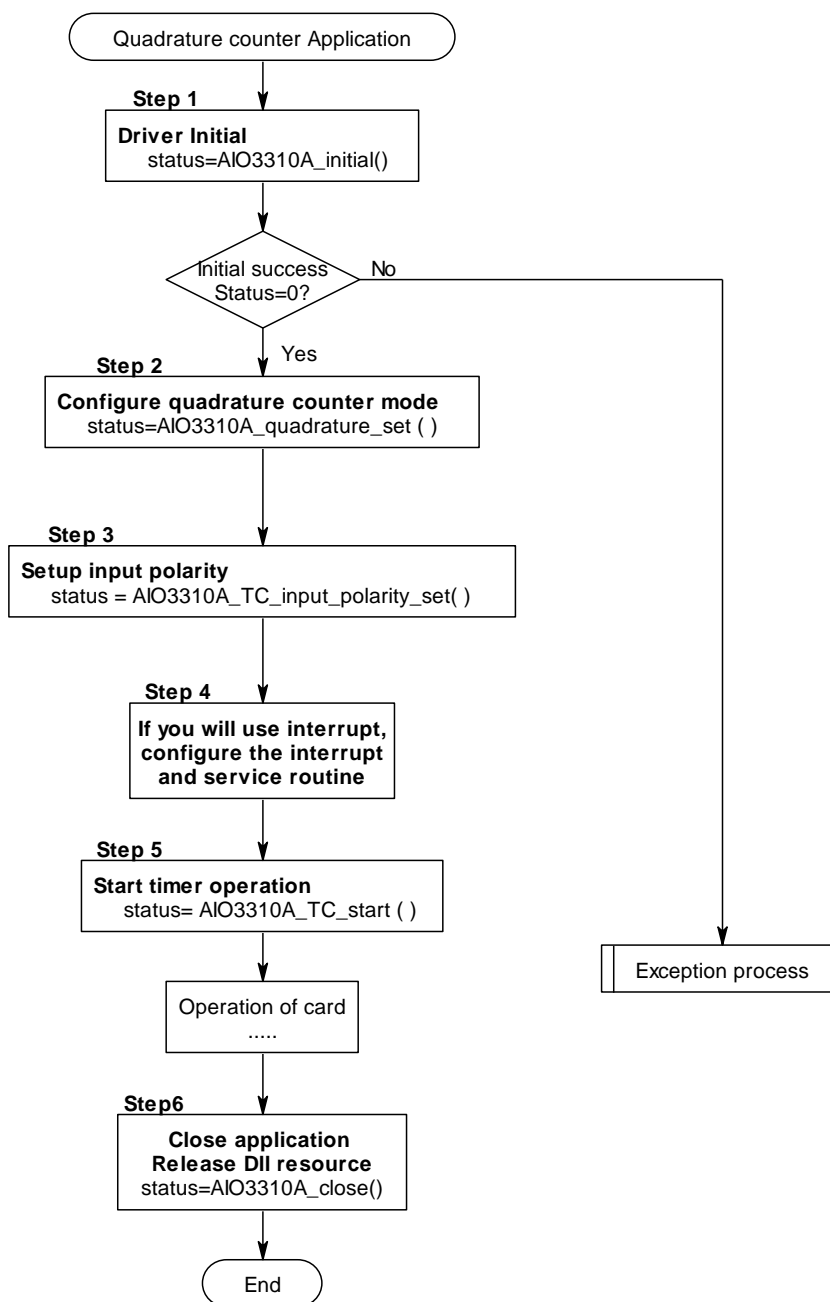 Quadrature counter Application
Step 1
Driver Initial
status=AIO3310A_initial()
Initial success
Status=0?
No
Yes
Step 2
Configure quadrature counter mode
status=AIO3310A_quadrature_set ( )
Step 3
Setup input polarity
status = AIO3310A_TC_input_polarity_set( )
Step 4
If you will use interrupt,
configure the interrupt
and service routine
Step 5
Start timer operation
status= AIO3310A_TC_start ( )
Exception process
Operation of card
.....
Step6
Close application
Release Dll resource
status=AIO3310A_close()
End